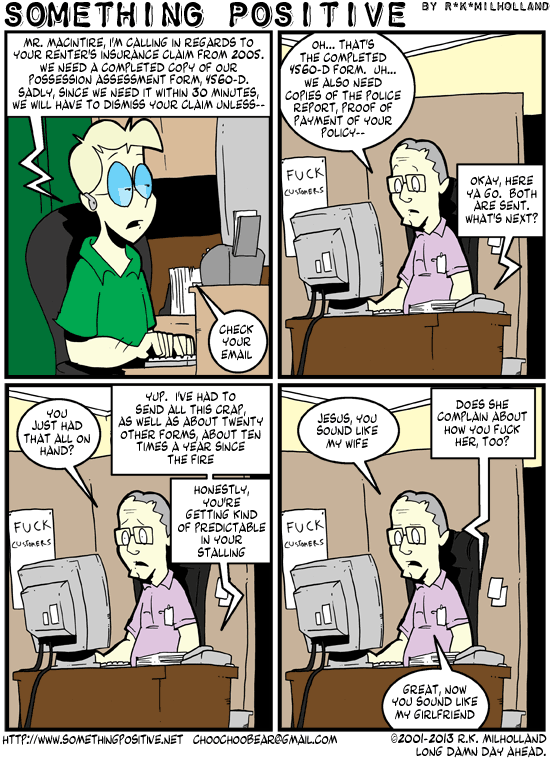 SOMETHING POSITIVE BY R*K*MILHOLLAND
MR. MACINTIRE, I'M CALLING IN REGARDS TO
YOUR RENTER'S INSURANCE CLAIM FROM 2005.
WE NEED A COMPLETED COPY OF OUR
POSSESSION ASSESSMENT FORM, 4560-D.
SADLY, SINCE WE NEED IT WITHIN 30 MINUTES,
WE WILL HAVE TO DISMISS YOUR CLAIM UNLESS--
CHECK
YOUR
EMAIL
OH... THAT'S
THE COMPLETED
4560-D FORM. UH...
WE ALSO NEED
COPIES OF THE POLICE
REPORT, PROOF OF
PAYMENT OF YOUR
POLICY--
FUCK
CUSTOMERS
OKAY, HERE
YA GO. BOTH
ARE SENT.
WHAT'S NEXT?
YOU
JUST HAD
THAT ALL ON
HAND?
YUP. I'VE HAD TO
SEND ALL THIS CRAP,
AS WELL AS ABOUT TWENTY
OTHER FORMS, ABOUT TEN
TIMES A YEAR SINCE
THE FIRE
HONESTLY,
YOU'RE
GETTING KIND
OF PREDICTABLE
IN YOUR
STALLING
FUCK
CUSTOMERS
JESUS, YOU
SOUND LIKE
MY WIFE
DOES SHE
COMPLAIN ABOUT
HOW YOU FUCK
HER, TOO?
FUCK
CUSTOMERS
GREAT, NOW
YOU SOUND LIKE
MY GIRLFRIEND
HTTP://WWW.SOMETHINGPOSITIVE.NET CHOOCHOOBEAR@GMAIL.COM
©2001-2013 R.K. MILHOLLAND
LONG DAMN DAY AHEAD.